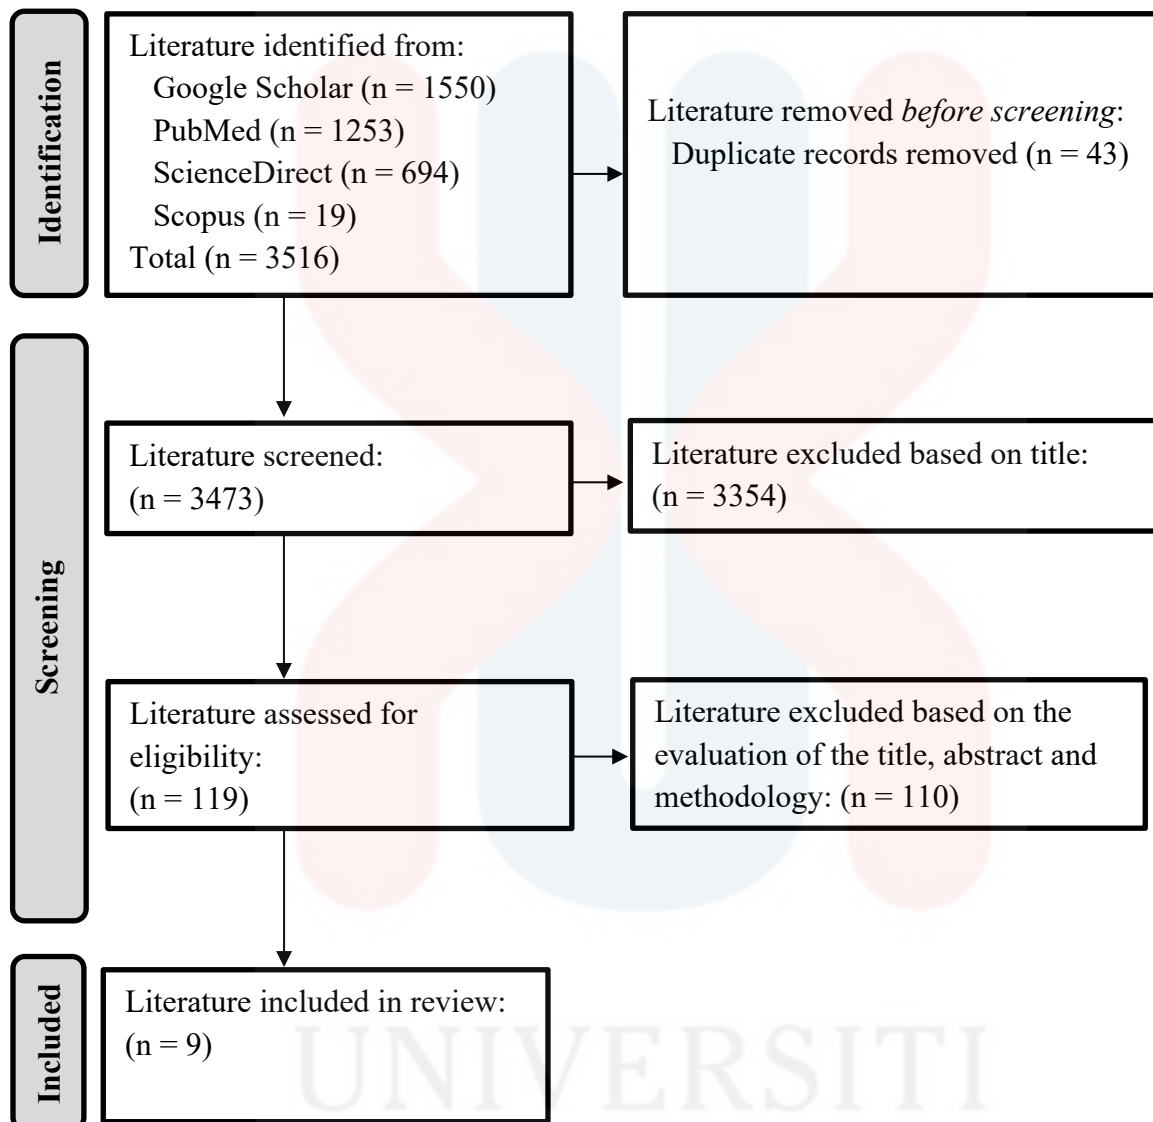 Identification
Literature identified from:
Google Scholar (n = 1550)
PubMed (n = 1253)
ScienceDirect (n = 694)
Scopus (n = 19)
Total (n = 3516)
Literature removed before screening:
Duplicate records removed (n = 43)
Screening
Literature screened:
(n = 3473)
Literature excluded based on title:
(n = 3354)
Literature assessed for
eligibility:
(n = 119)
Literature excluded based on the
evaluation of the title, abstract and
methodology: (n = 110)
Included
Literature included in review:
(n = 9)
UNIVERSITI